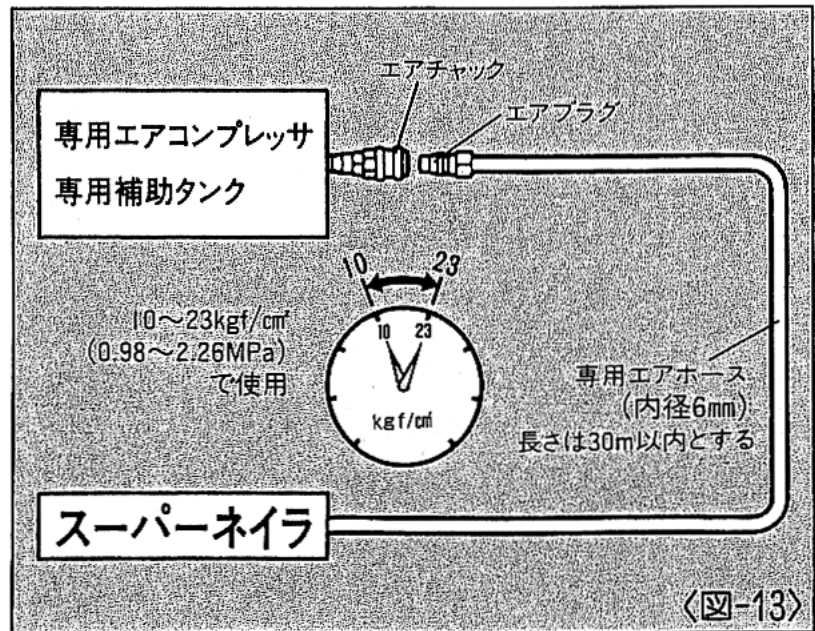 エアチャック
エアプラグ
専用エアコンプレッサ
専用補助タンク
10 23
10～23kgf/cm²
(0.98～2.26MPa)
で使用
10 23
kgf/cm²
専用エアホース
(内径6mm)
長さは30m以内とする
スーパーネイラ
〈図-13〉